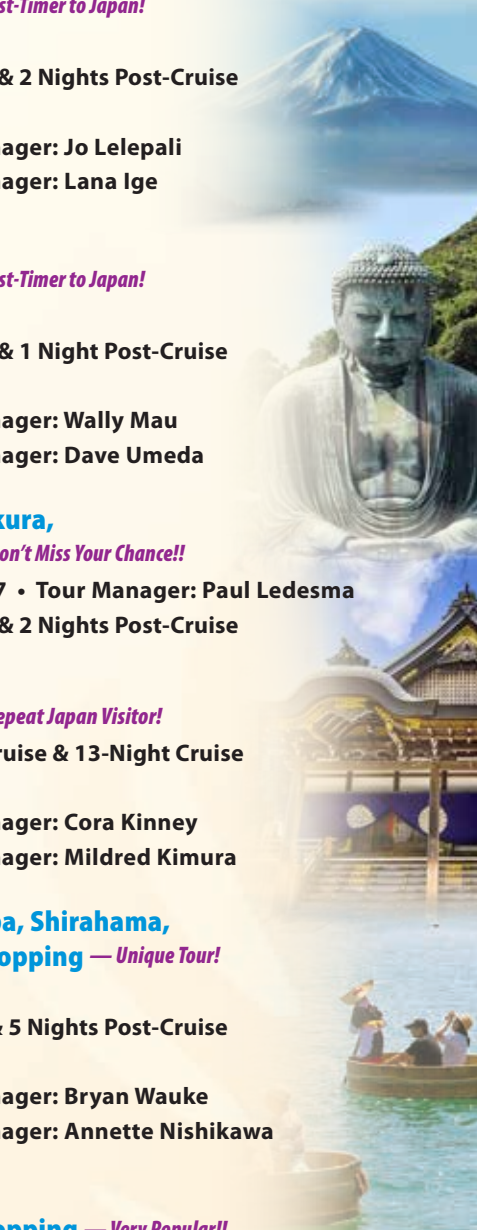 st-Timer to Japan!
& 2 Nights Post-Cruise
ager: Jo Lelepali
ager: Lana Ige
st-Timer to Japan!
& 1 Night Post-Cruise
ager: Wally Mau
ager: Dave Umeda
kura,
on't Miss Your Chance!!
7 • Tour Manager: Paul Ledesma
& 2 Nights Post-Cruise
epeat Japan Visitor!
ruise & 13-Night Cruise
ager: Cora Kinney
ager: Mildred Kimura
oa, Shirahama,
opping — Unique Tour!
& 5 Nights Post-Cruise
ager: Bryan Wauke
ager: Annette Nishikawa
opping — Very Popular!!